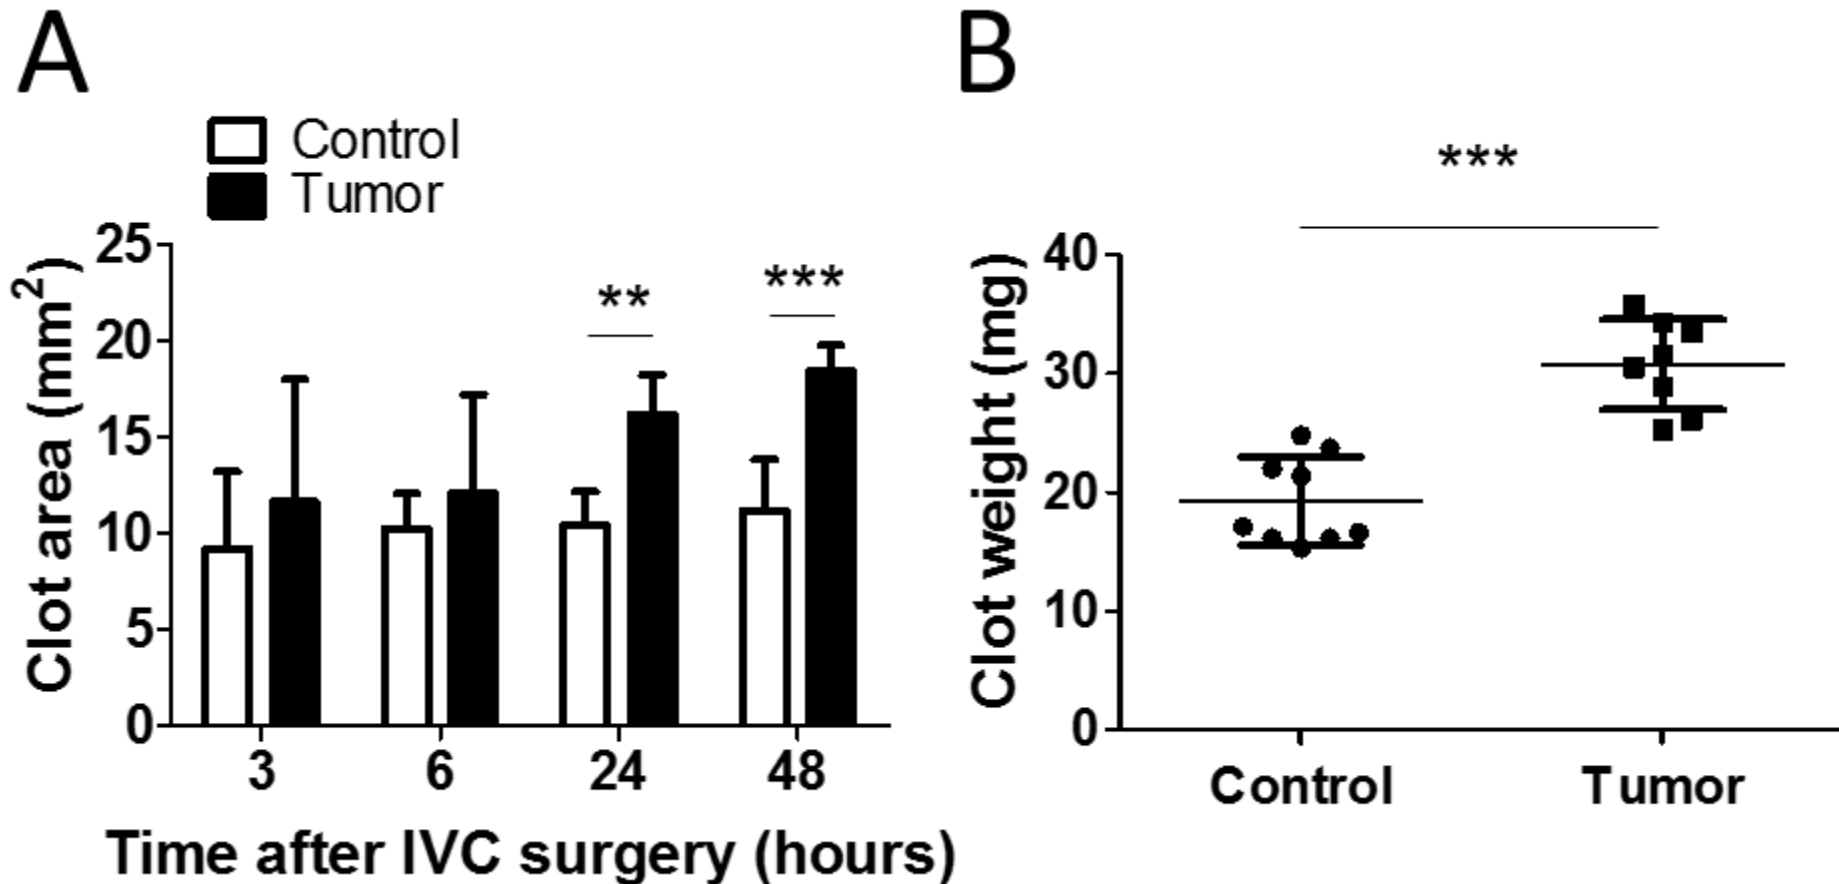 A
Control
Tumor
Clot area (mm²)
25
20
15
10
5
0
**
***
3 6 24 48
Time after IVC surgery (hours)
B
***
Clot weight (mg)
40
30
20
10
0
Control Tumor